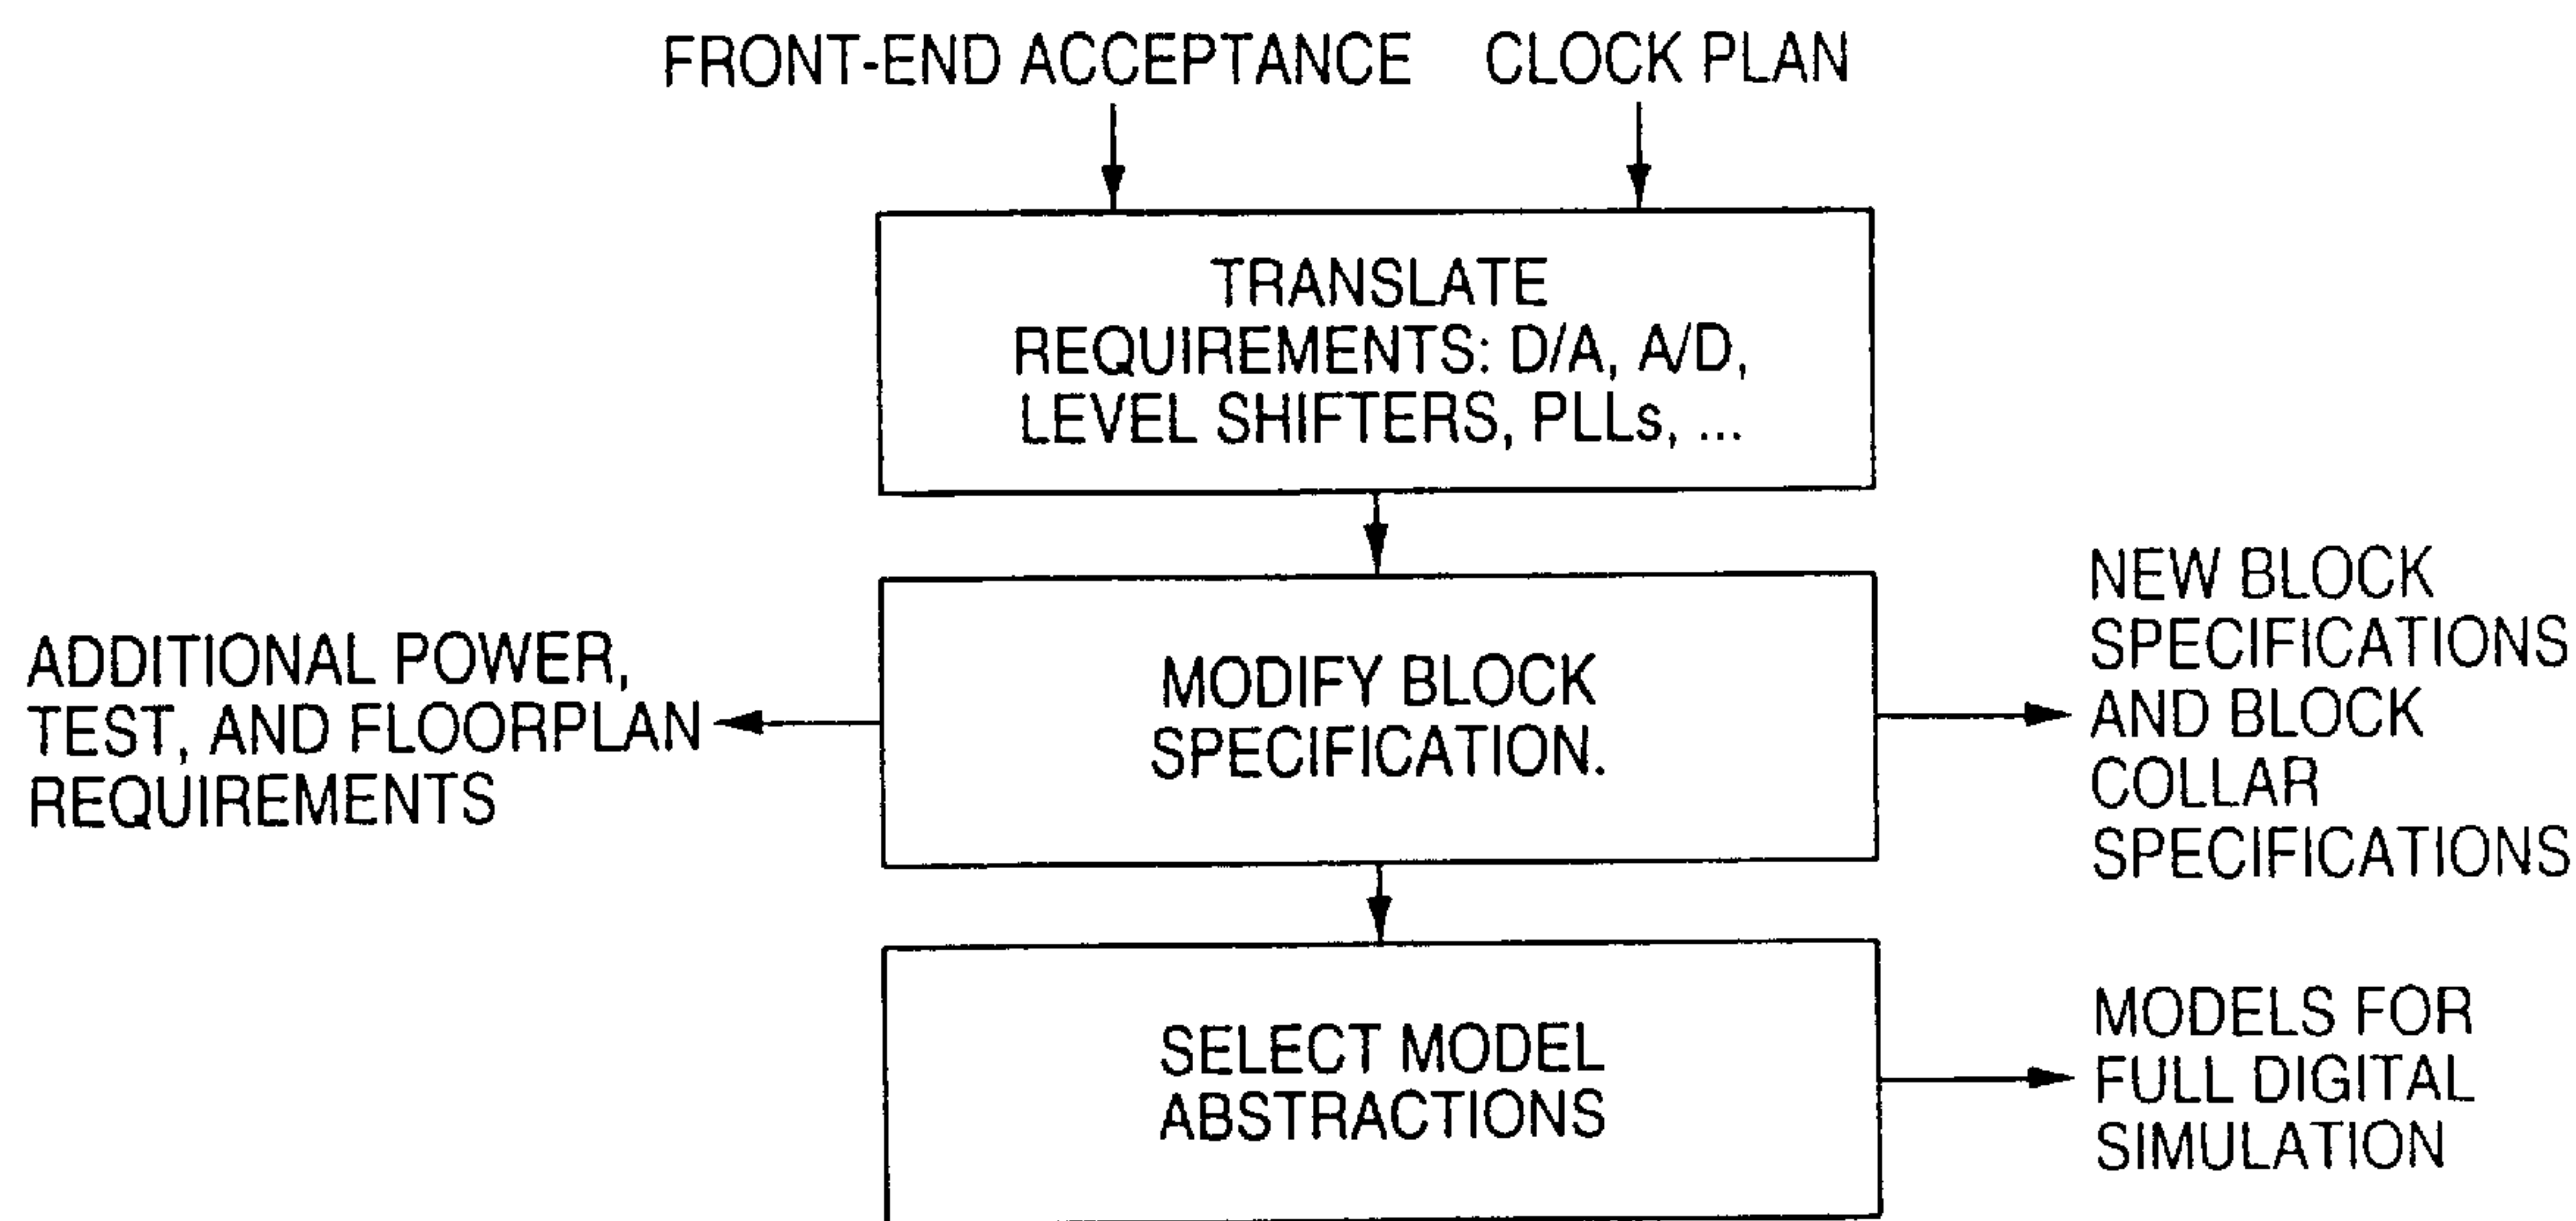 FRONT-END ACCEPTANCE
CLOCK PLAN
TRANSLATE
REQUIREMENTS: D/A, A/D,
LEVEL SHIFTERS, PLLs, ...
MODIFY BLOCK
SPECIFICATION.
ADDITIONAL POWER,
TEST, AND FLOORPLAN
REQUIREMENTS
NEW BLOCK
SPECIFICATIONS
AND BLOCK
COLLAR
SPECIFICATIONS
SELECT MODEL
ABSTRACTIONS
MODELS FOR
FULL DIGITAL
SIMULATION